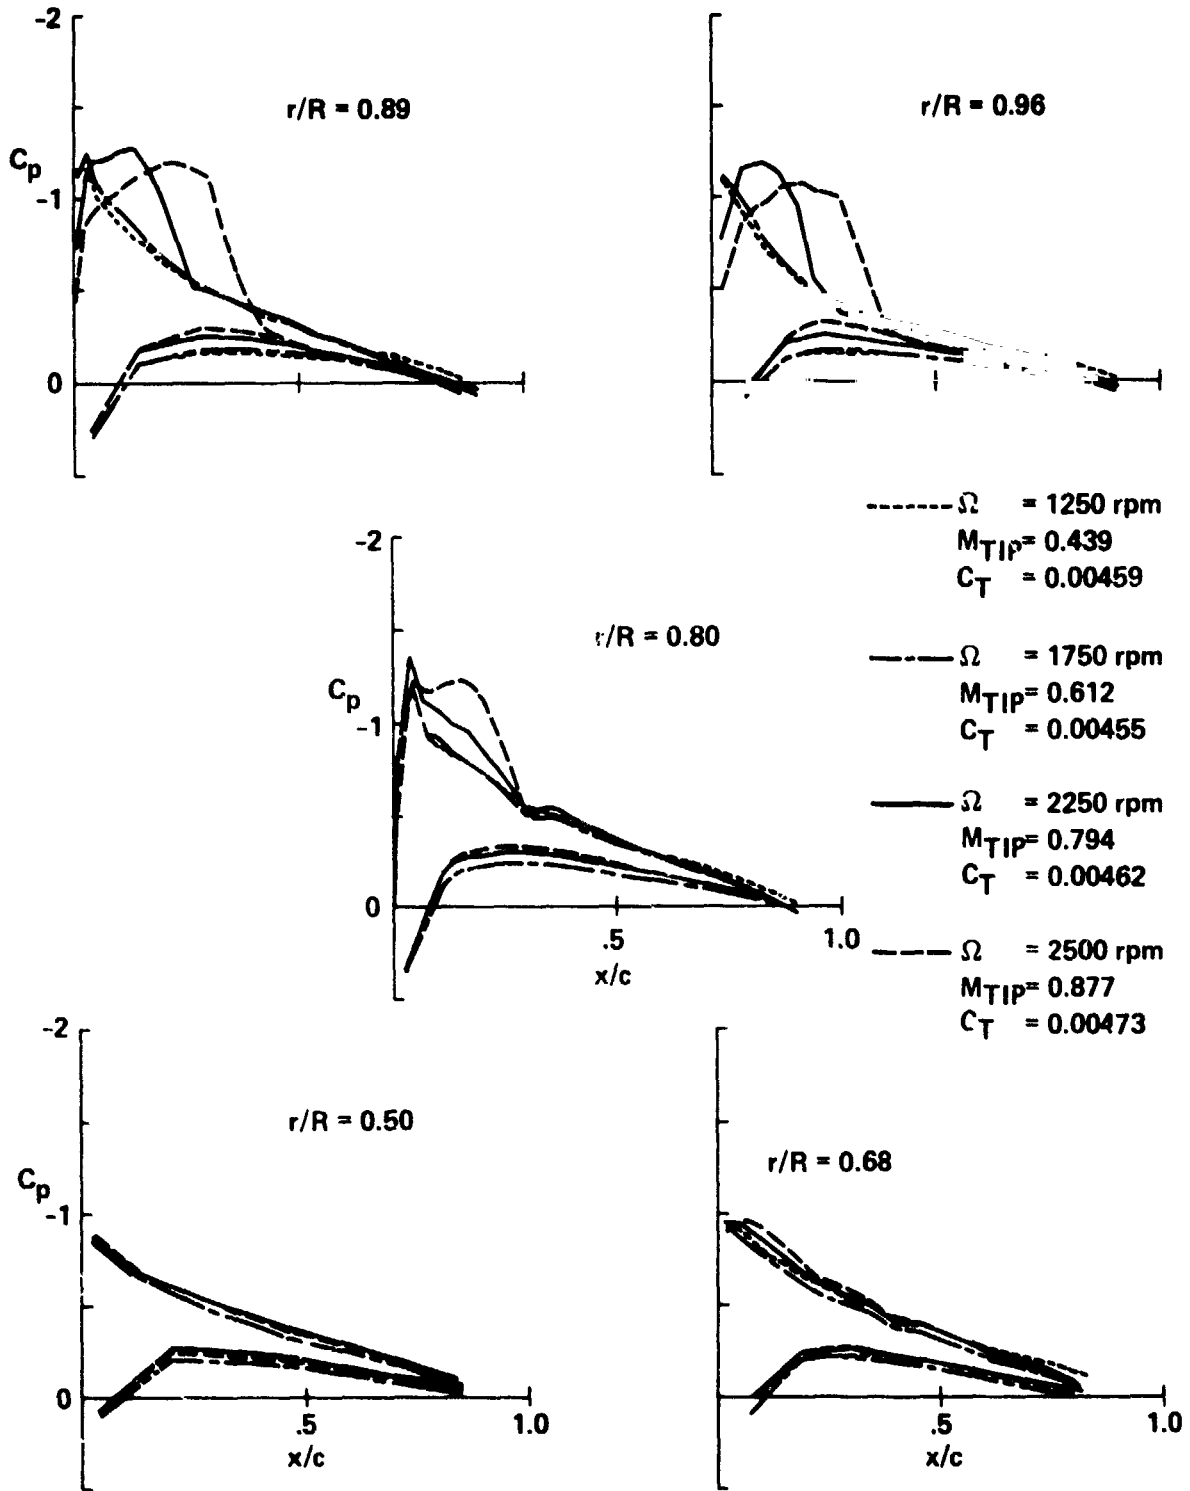 -2
r/R = 0.89
r/R = 0.96
Cp
-1
0
Ω = 1250 rpm
MTIP= 0.439
CT = 0.00459
-2
r/R = 0.80
Ω = 1750 rpm
MTIP= 0.612
CT = 0.00455
Cp
-1
Ω = 2250 rpm
MTIP= 0.794
CT = 0.00462
0
.5
1.0
x/c
Ω = 2500 rpm
MTIP= 0.877
CT = 0.00473
-2
r/R = 0.50
r/R = 0.68
Cp
-1
0
.5
1.0
x/c
.5
1.0
x/c